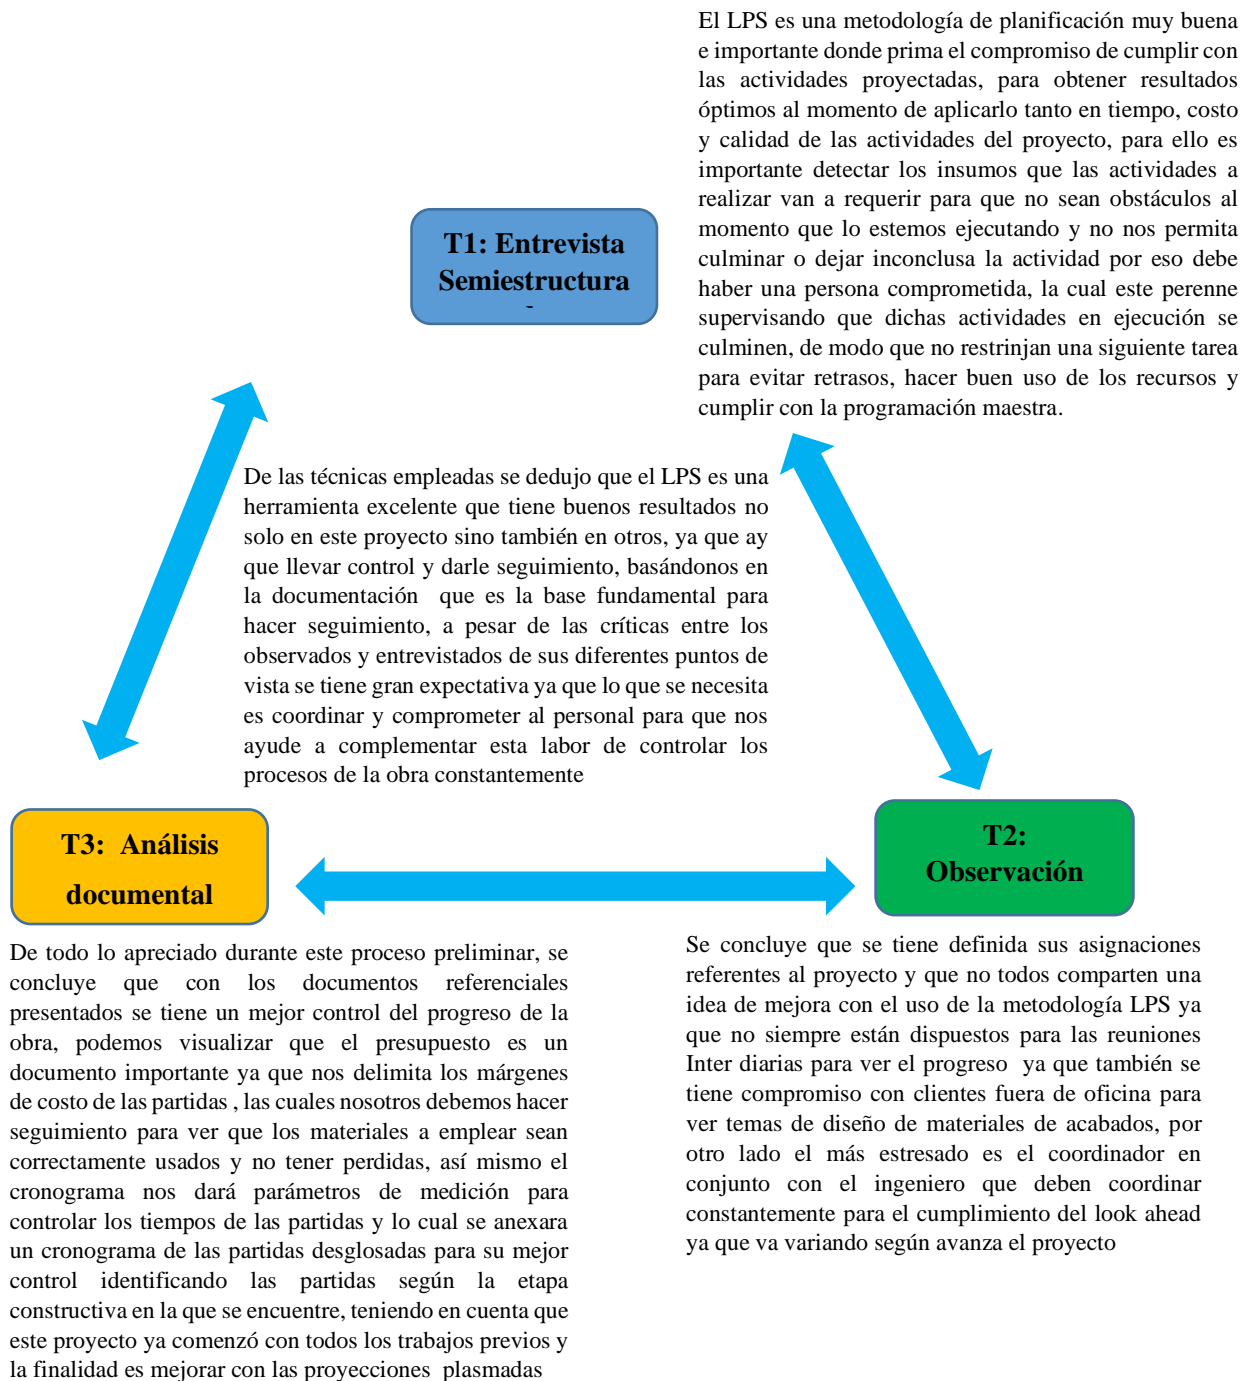 El LPS es una metodología de planificación muy buena
e importante donde prima el compromiso de cumplir con
las actividades proyectadas, para obtener resultados
óptimos al momento de aplicarlo tanto en tiempo, costo
y calidad de las actividades del proyecto, para ello es
importante detectar los insumos que las actividades a
realizar van a requerir para que no sean obstáculos al
momento que lo estemos ejecutando y no nos permita
culminar o dejar inconclusa la actividad por eso debe
haber una persona comprometida, la cual este perenne
supervisando que dichas actividades en ejecución se
culminen, de modo que no restrinjan una siguiente tarea
para evitar retrasos, hacer buen uso de los recursos y
cumplir con la programación maestra.
T1: Entrevista
Semiestructura
De las técnicas empleadas se dedujo que el LPS es una
herramienta excelente que tiene buenos resultados no
solo en este proyecto sino también en otros, ya que ay
que llevar control y darle seguimiento, basándonos en
la documentación que es la base fundamental para
hacer seguimiento, a pesar de las críticas entre los
observados y entrevistados de sus diferentes puntos de
vista se tiene gran expectativa ya que lo que se necesita
es coordinar y comprometer al personal para que nos
ayude a complementar esta labor de controlar los
procesos de la obra constantemente
T3: Análisis
documental
T2:
Observación
De todo lo apreciado durante este proceso preliminar, se
concluye que con los documentos referenciales
presentados se tiene un mejor control del progreso de la
obra, podemos visualizar que el presupuesto es un
documento importante ya que nos delimita los márgenes
de costo de las partidas , las cuales nosotros debemos hacer
seguimiento para ver que los materiales a emplear sean
correctamente usados y no tener perdidas, así mismo el
cronograma nos dará parámetros de medición para
controlar los tiempos de las partidas y lo cual se anexara
un cronograma de las partidas desglosadas para su mejor
control identificando las partidas según la etapa
constructiva en la que se encuentre, teniendo en cuenta que
este proyecto ya comenzó con todos los trabajos previos y
la finalidad es mejorar con las proyecciones plasmadas
Se concluye que se tiene definida sus asignaciones
referentes al proyecto y que no todos comparten una
idea de mejora con el uso de la metodología LPS ya
que no siempre están dispuestos para las reuniones
Inter diarias para ver el progreso ya que también se
tiene compromiso con clientes fuera de oficina para
ver temas de diseño de materiales de acabados, por
otro lado el más estresado es el coordinador en
conjunto con el ingeniero que deben coordinar
constantemente para el cumplimiento del look ahead
ya que va variando según avanza el proyecto